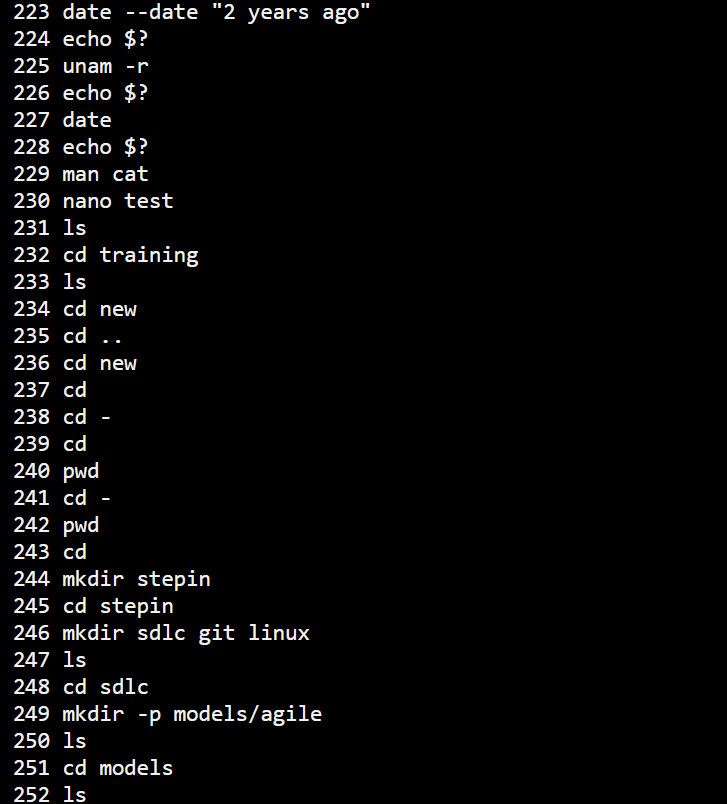 223 date --date "2 years ago"
224 echo $?
225 unam -r
226 echo $?
227 date
228 echo $?
229 man cat
230 nano test
231 ls
232 cd training
233 ls
234 cd new
235 cd ..
236 cd new
237 cd
238 cd -
239 cd
240 pwd
241 cd -
242 pwd
243 cd
244 mkdir stepin
245 cd stepin
246 mkdir sdlc git linux
247 ls
248 cd sdlc
249 mkdir -p models/agile
250 ls
251 cd models
252 ls